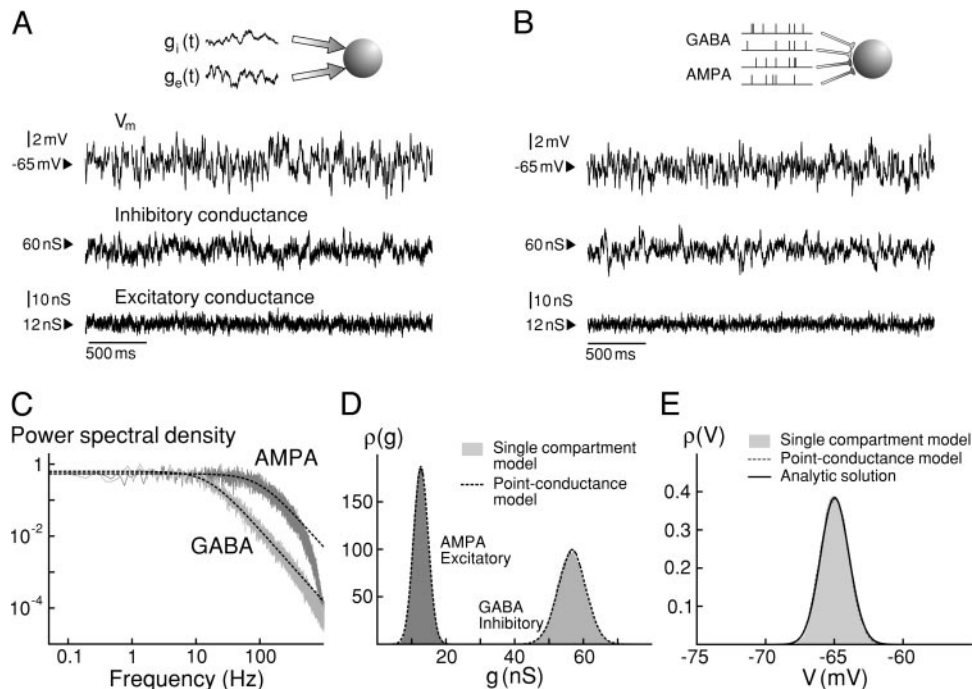 A
g_i(t)
g_e(t)
V_m
2 mV
-65 mV
Inhibitory conductance
60 nS
10 nS
Excitatory conductance
12 nS
500 ms
B
GABA
AMPA
2 mV
-65 mV
60 nS
10 nS
12 nS
500 ms
C
Power spectral density
1
10^-2
10^-4
AMPA
GABA
0.1 1 10 100
Frequency (Hz)
D
ρ(g)
Single compartment
model
Point-conductance
model
150
100
50
AMPA
Excitatory
GABA
Inhibitory
0 20 40 60
g (nS)
E
ρ(V)
Single compartment model
Point-conductance model
Analytic solution
0.4
0.3
0.2
0.1
-75 -70 -65 -60
V (mV)